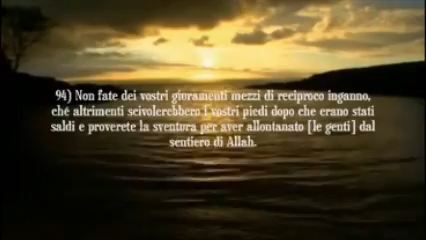 94) Non fate dei vostri giuramenti mezzi di reciproco inganno,
ché altrimenti scivolerebbero i vostri piedi dopo che erano stati
saldi e proverete la sventura per aver allontanato [le genti] dal
sentiero di Allah.